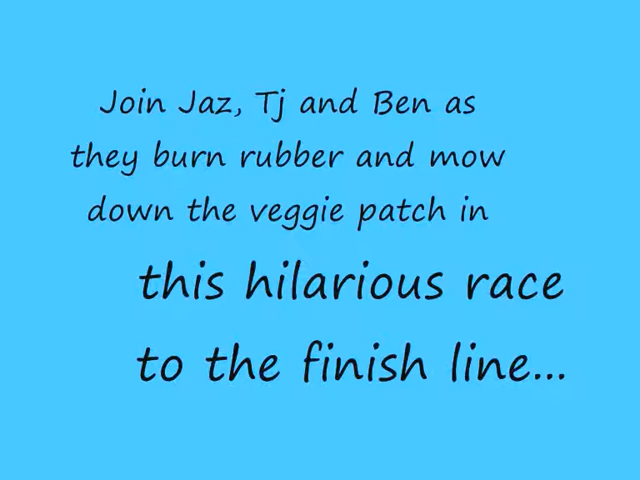 Join Jaz, Tj and Ben as
they burn rubber and mow
down the veggie patch in
this hilarious race
to the finish line...